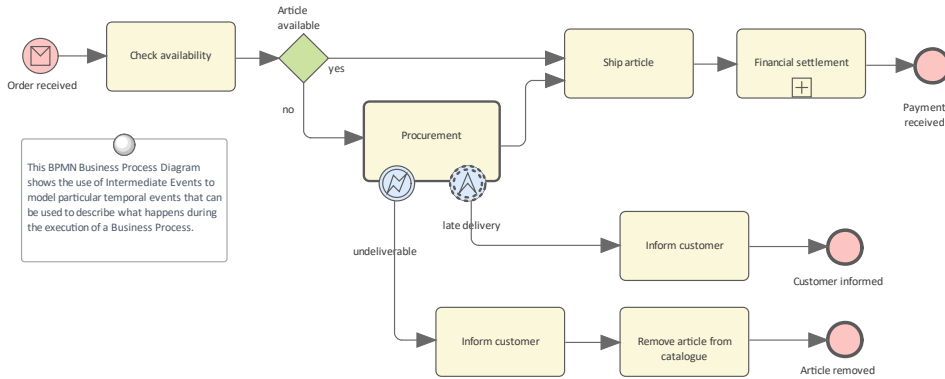 Article
available
Check availability
Order received
yes
Ship article
Financial settlement
Payment
received
no
Procurement
This BPMN Business Process Diagram
shows the use of Intermediate Events to
model particular temporal events that can
be used to describe what happens during
the execution of a Business Process.
late delivery
undeliverable
Inform customer
Customer informed
Inform customer
Remove article from
catalogue
Article removed